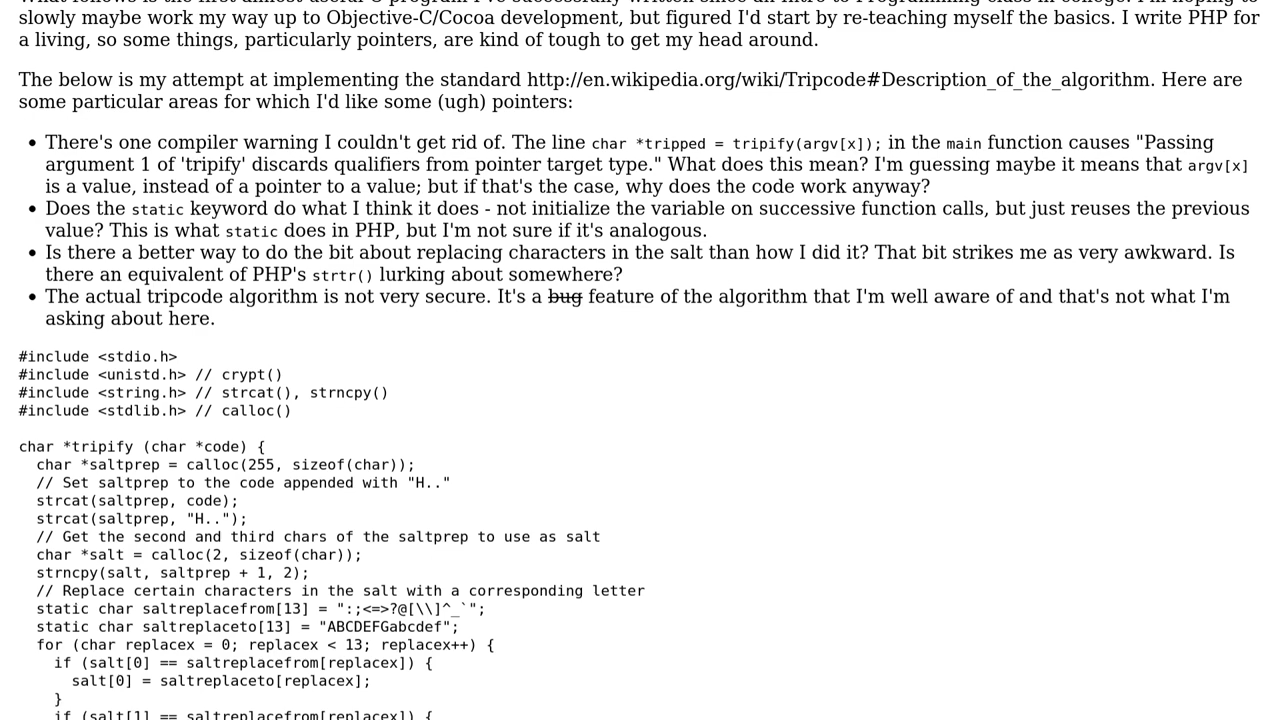 slowly maybe work my way up to Objective-C/Cocoa development, but figured I'd start by re-teaching myself the basics. I write PHP for
a living, so some things, particularly pointers, are kind of tough to get my head around.
The below is my attempt at implementing the standard http://en.wikipedia.org/wiki/Tripcode#Description_of_the_algorithm. Here are
some particular areas for which I'd like some (ugh) pointers:
• There's one compiler warning I couldn't get rid of. The line char *tripped = tripify(argv[x]); in the main function causes "Passing
argument 1 of 'tripify' discards qualifiers from pointer target type." What does this mean? I'm guessing maybe it means that argv[x]
is a value, instead of a pointer to a value; but if that's the case, why does the code work anyway?
• Does the static keyword do what I think it does - not initialize the variable on successive function calls, but just reuses the previous
value? This is what static does in PHP, but I'm not sure if it's analogous.
• Is there a better way to do the bit about replacing characters in the salt than how I did it? That bit strikes me as very awkward. Is
there an equivalent of PHP's strtr() lurking about somewhere?
• The actual tripcode algorithm is not very secure. It's a bug feature of the algorithm that I'm well aware of and that's not what I'm
asking about here.
#include <stdio.h>
#include <unistd.h> // crypt()
#include <string.h> // strcat(), strncpy()
#include <stdlib.h> // calloc()
char *tripify (char *code) {
  char *saltprep = calloc(255, sizeof(char));
  // Set saltprep to the code appended with "H.."
  strcat(saltprep, code);
  strcat(saltprep, "H..");
  // Get the second and third chars of the saltprep to use as salt
  char *salt = calloc(2, sizeof(char));
  strncpy(salt, saltprep + 1, 2);
  // Replace certain characters in the salt with a corresponding letter
  static char saltreplacefrom[13] = ":;<=>?@[\\]^_`";
  static char saltreplaceto[13] = "ABCDEFGabcdef";
  for (char replacex = 0; replacex < 13; replacex++) {
    if (salt[0] == saltreplacefrom[replacex]) {
      salt[0] = saltreplaceto[replacex];
    }
    if (salt[1] == saltreplacefrom[replacex]) {